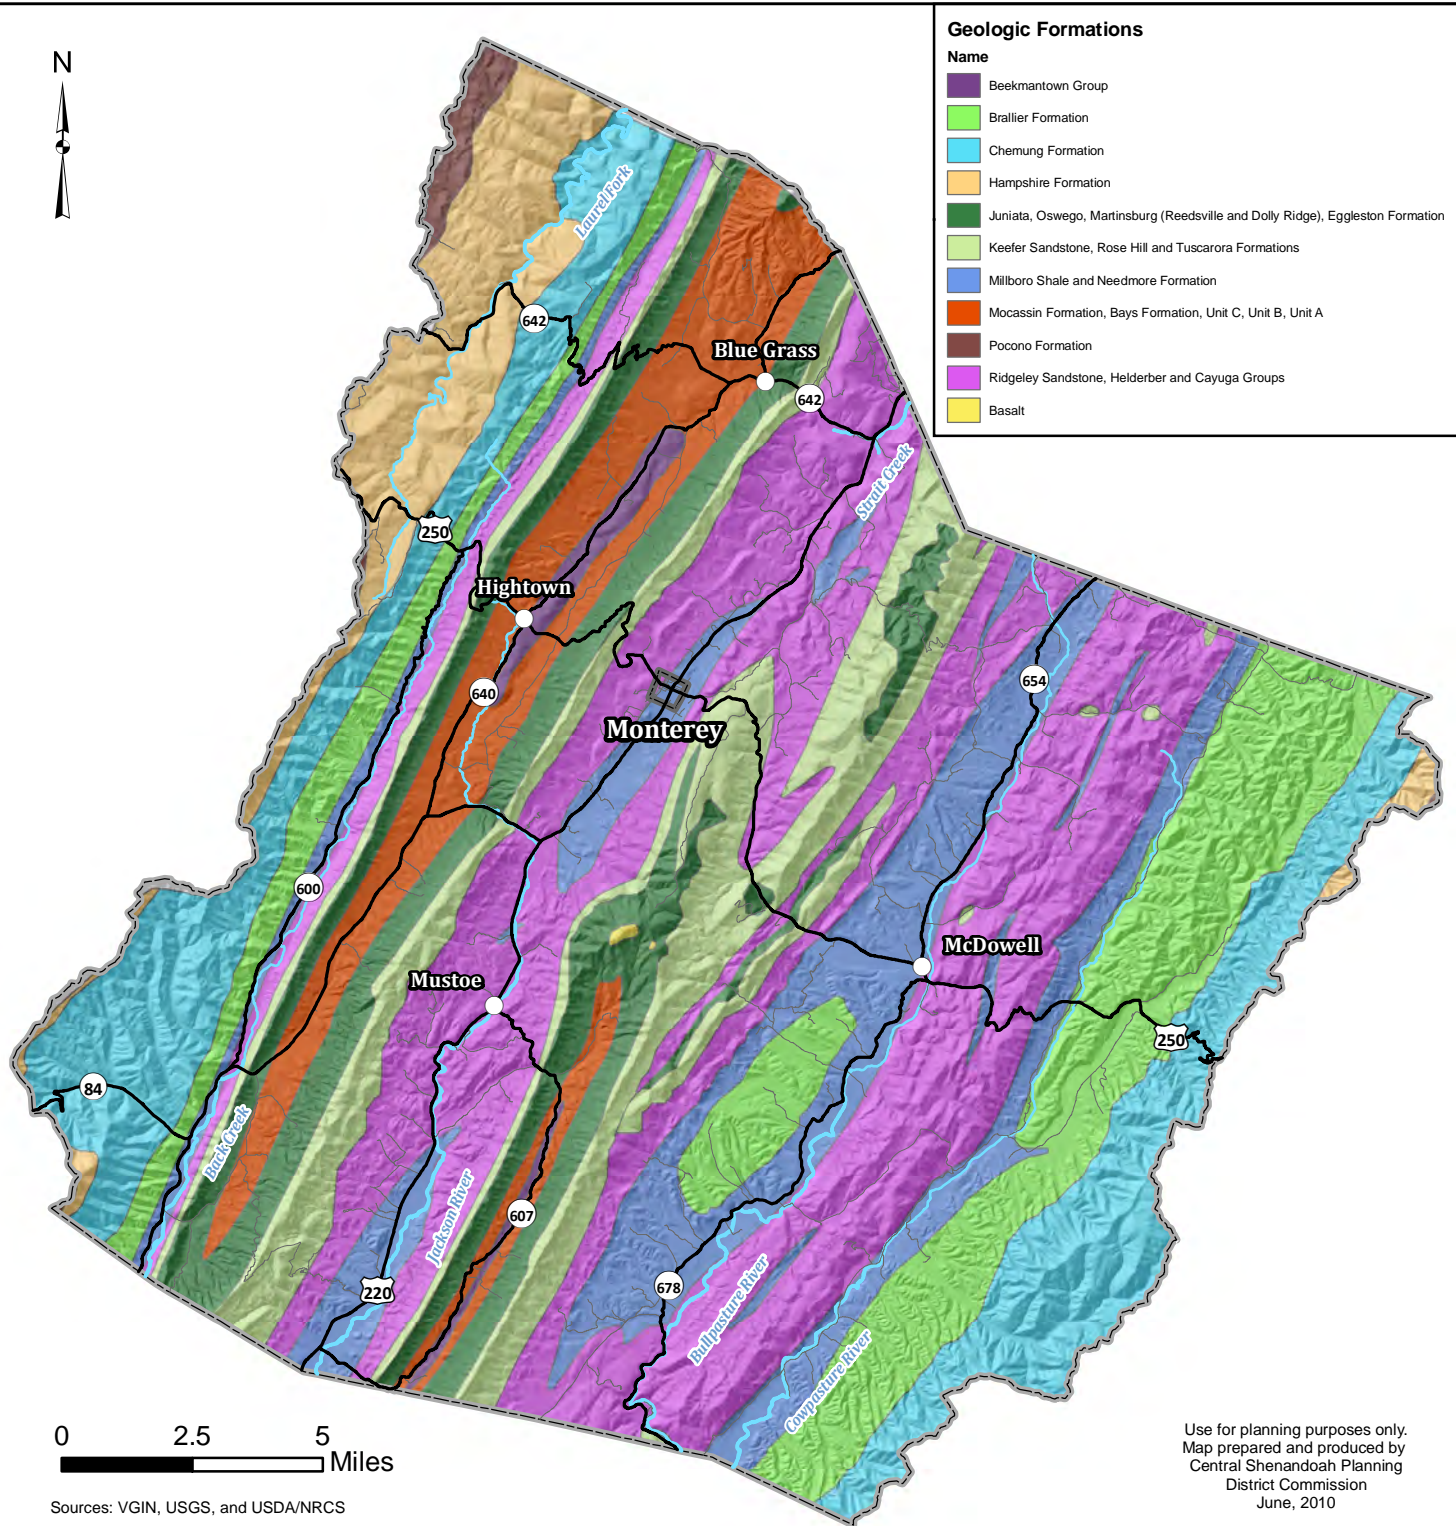 Geologic Formations
Name
Beekmantown Group
Brallier Formation
Chemung Formation
Hampshire Formation
Juniata, Oswego, Martinsburg (Reedsville and Dolly Ridge), Eggleston Formation
Keefer Sandstone, Rose Hill and Tuscarora Formations
Millboro Shale and Needmore Formation
Mocassin Formation, Bays Formation, Unit C, Unit B, Unit A
Pocono Formation
Ridgeley Sandstone, Helderber and Cayuga Groups
Basalt
N
Laurel Fork
642
Blue Grass
642
Strait Creek
250
Hightown
654
640
Monterey
600
McDowell
Mustoe
250
84
Back Creek
Jackson River
607
220
678
Bullpasture River
Cowpasture River
0 2.5 5
Miles
Sources: VGIN, USGS, and USDA/NRCS
Use for planning purposes only.
Map prepared and produced by
Central Shenandoah Planning
District Commission
June, 2010